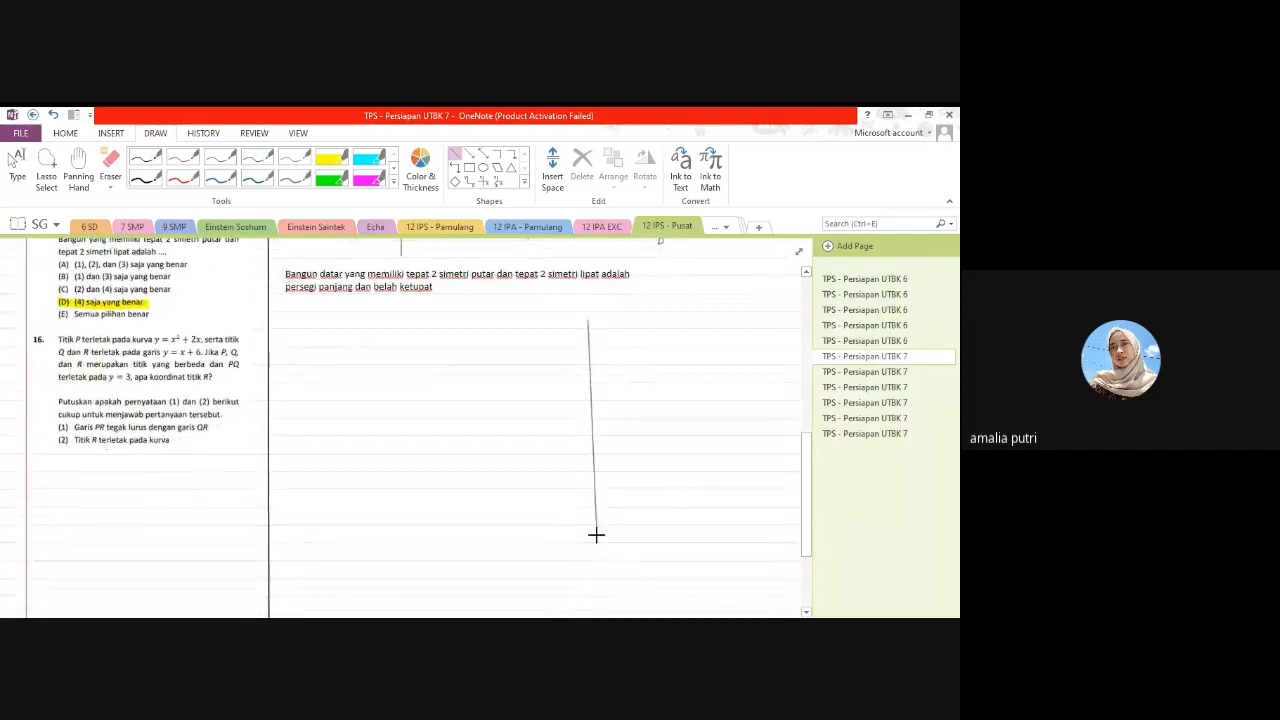 TPS - Persiapan UTBK 7 - OneNote (Product Activation Failed)
FILE HOME INSERT DRAW HISTORY REVIEW VIEW
Microsoft account
Type Lasso Select Panning Hand Eraser
Color & Thickness
Insert Space Delete Arrange Rotate
Ink to Text Ink to Math
Tools Shapes Edit Convert
SG 6 SD 7 SMP 9 SMP Einstein Soshum Einstein Saintek Echa 12 IPS - Pamulang 12 IPA - Pamulang 12 IPA EXC 12 IPS - Pusat ...
Search (Ctrl+E)
Add Page
Bangun yang memiliki tepat 2 simetri putar dan
tepat 2 simetri lipat adalah ....
(A) (1), (2), dan (3) saja yang benar
(B) (1) dan (3) saja yang benar
(C) (2) dan (4) saja yang benar
(D) (4) saja yang benar
(E) Semua pilihan benar
16. Titik P terletak pada kurva y = x² + 2x, serta titik
Q dan R terletak pada garis y = x + 6. Jika P, Q,
dan R merupakan titik yang berbeda dan PQ
terletak pada y = 3, apa koordinat titik R?
Putuskan apakah pernyataan (1) dan (2) berikut
cukup untuk menjawab pertanyaan tersebut.
(1) Garis PR tegak lurus dengan garis QR
(2) Titik R terletak pada kurva
Bangun datar yang memiliki tepat 2 simetri putar dan tepat 2 simetri lipat adalah
persegi panjang dan belah ketupat
TPS - Persiapan UTBK 6
TPS - Persiapan UTBK 6
TPS - Persiapan UTBK 6
TPS - Persiapan UTBK 6
TPS - Persiapan UTBK 6
TPS - Persiapan UTBK 7
TPS - Persiapan UTBK 7
TPS - Persiapan UTBK 7
TPS - Persiapan UTBK 7
TPS - Persiapan UTBK 7
TPS - Persiapan UTBK 7
amalia putri